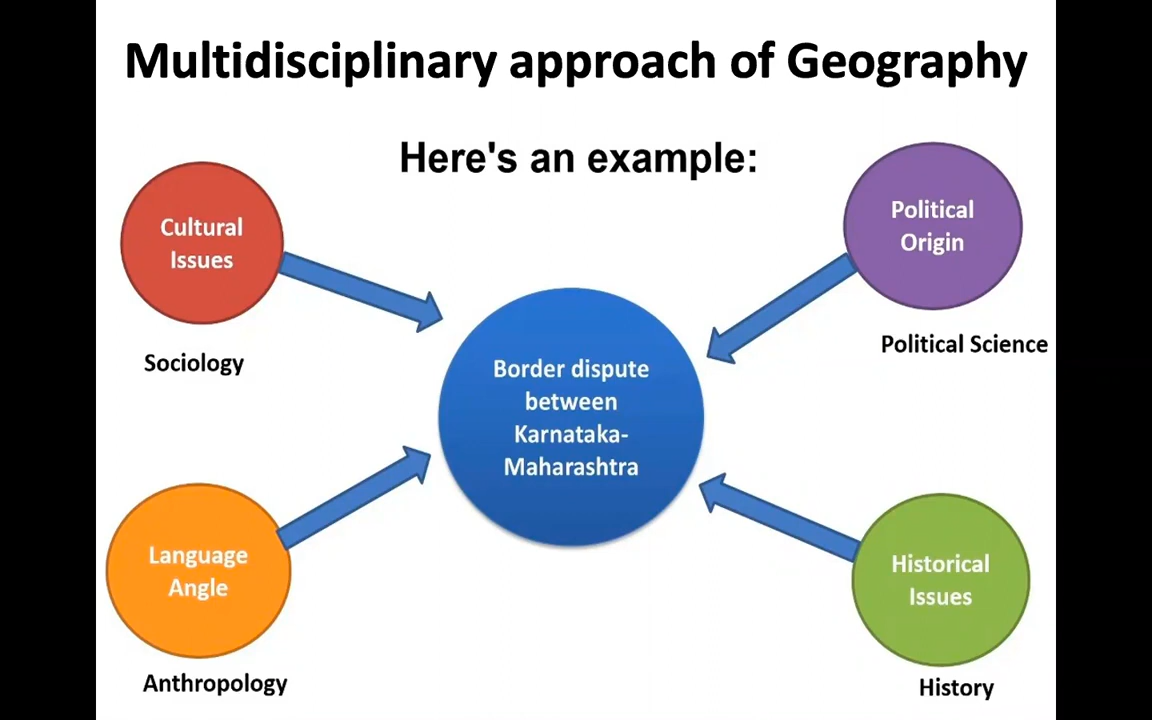 Multidisciplinary approach of Geography
Here's an example:
Cultural
Issues
Sociology
Political
Origin
Political Science
Border dispute
between
Karnataka-
Maharashtra
Language
Angle
Anthropology
Historical
Issues
History